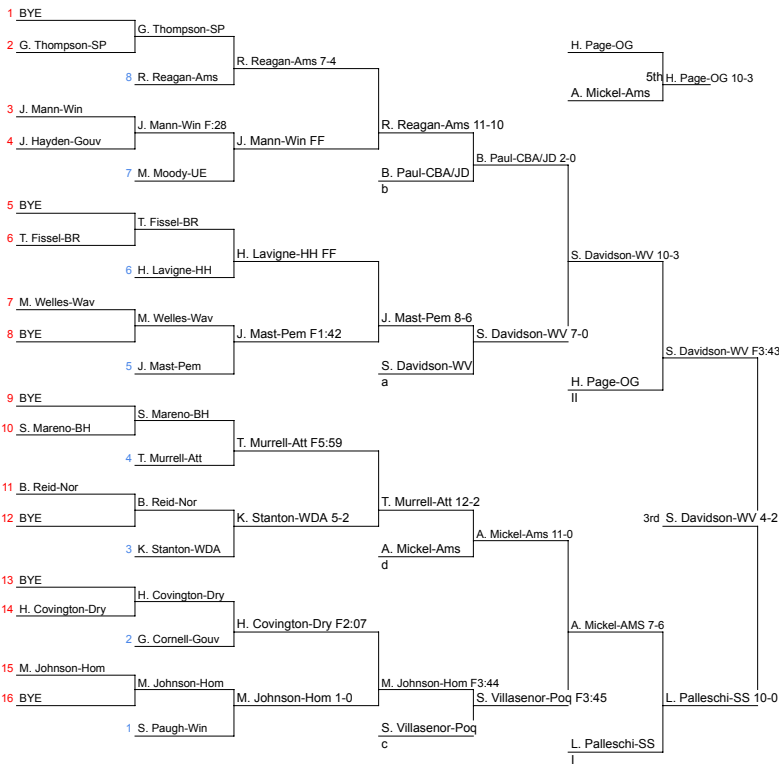 1 BYE
G. Thompson-SP
2 G. Thompson-SP
8 R. Reagan-Ams
R. Reagan-Ams 7-4
3 J. Mann-Win
J. Mann-Win F:28
4 J. Hayden-Gouv
7 M. Moody-UE
J. Mann-Win FF
R. Reagan-Ams 11-10
B. Paul-CBA/JD
b
B. Paul-CBA/JD 2-0
5 BYE
T. Fissel-BR
6 T. Fissel-BR
6 H. Lavigne-HH
H. Lavigne-HH FF
7 M. Welles-Wav
M. Welles-Wav
8 BYE
5 J. Mast-Pem
J. Mast-Pem F1:42
J. Mast-Pem 8-6
S. Davidson-WV
a
S. Davidson-WV 7-0
S. Davidson-WV 10-3
H. Page-OG
II
S. Davidson-WV F3:43
9 BYE
S. Mareno-BH
10 S. Mareno-BH
4 T. Murrell-Att
T. Murrell-Att F5:59
11 B. Reid-Nor
B. Reid-Nor
12 BYE
3 K. Stanton-WDA
K. Stanton-WDA 5-2
T. Murrell-Att 12-2
A. Mickel-Ams
d
A. Mickel-Ams 11-0
13 BYE
H. Covington-Dry
14 H. Covington-Dry
2 G. Cornell-Gouv
H. Covington-Dry F2:07
15 M. Johnson-Hom
M. Johnson-Hom
16 BYE
1 S. Paugh-Win
M. Johnson-Hom 1-0
M. Johnson-Hom F3:44
S. Villasenor-Poq
c
S. Villasenor-Poq F3:45
A. Mickel-AMS 7-6
L. Palleschi-SS
I
L. Palleschi-SS 10-0
3rd S. Davidson-WV 4-2
H. Page-OG
A. Mickel-Ams
5th H. Page-OG 10-3